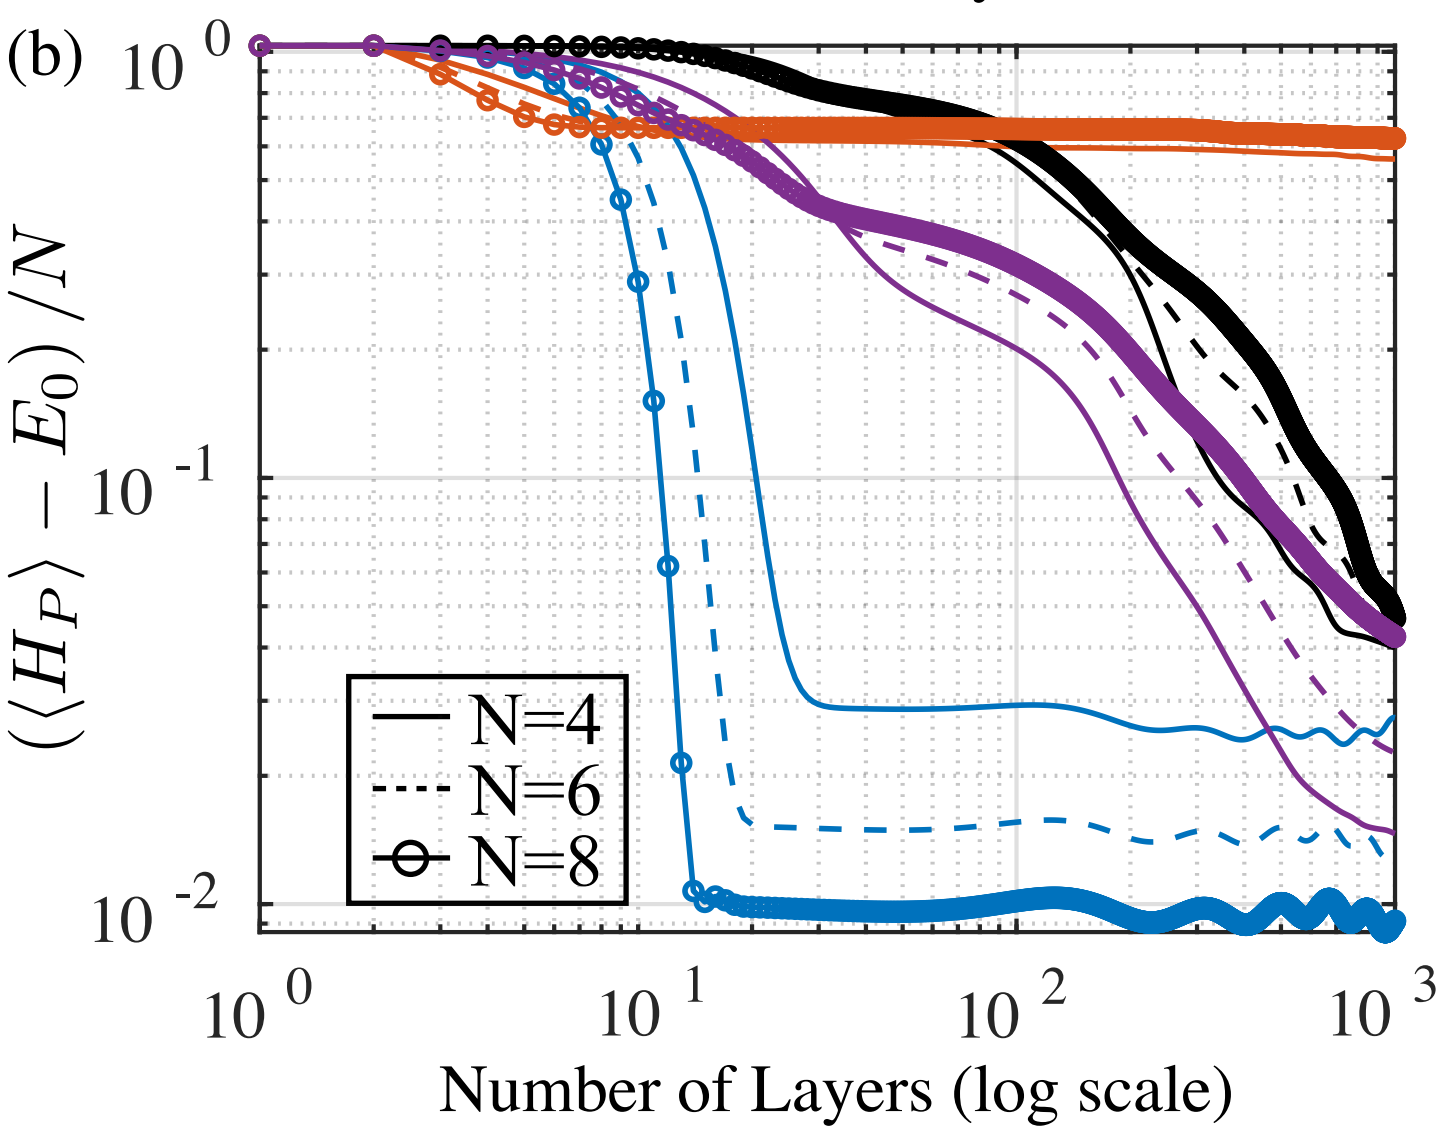 (b)
(⟨H_P⟩ − E_0) /N
10^0
10^-1
10^-2
N=4
N=6
N=8
10^0 10^1 10^2 10^3
Number of Layers (log scale)